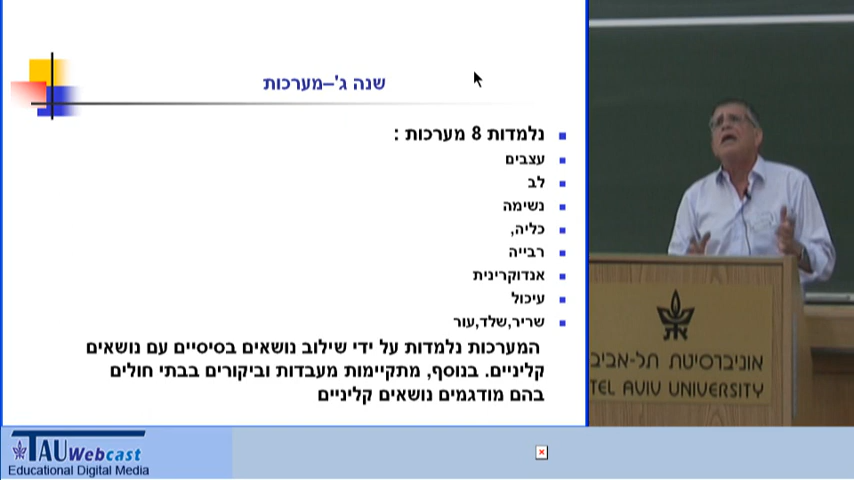 שנה ג'–מערכות
נלמדות 8 מערכות :
עצבים
לב
נשימה
כליה,
רבייה
אנדוקרינית
עיכול
שריר,שלד,עור
המערכות נלמדות על ידי שילוב נושאים בסיסיים עם נושאים
קליניים. בנוסף, מתקיימות מעבדות וביקורים בבתי חולים
בהם מודגמים נושאים קליניים
אוניברסיטת תל-אביב
TEL AVIV UNIVERSITY
TAU Webcast
Educational Digital Media